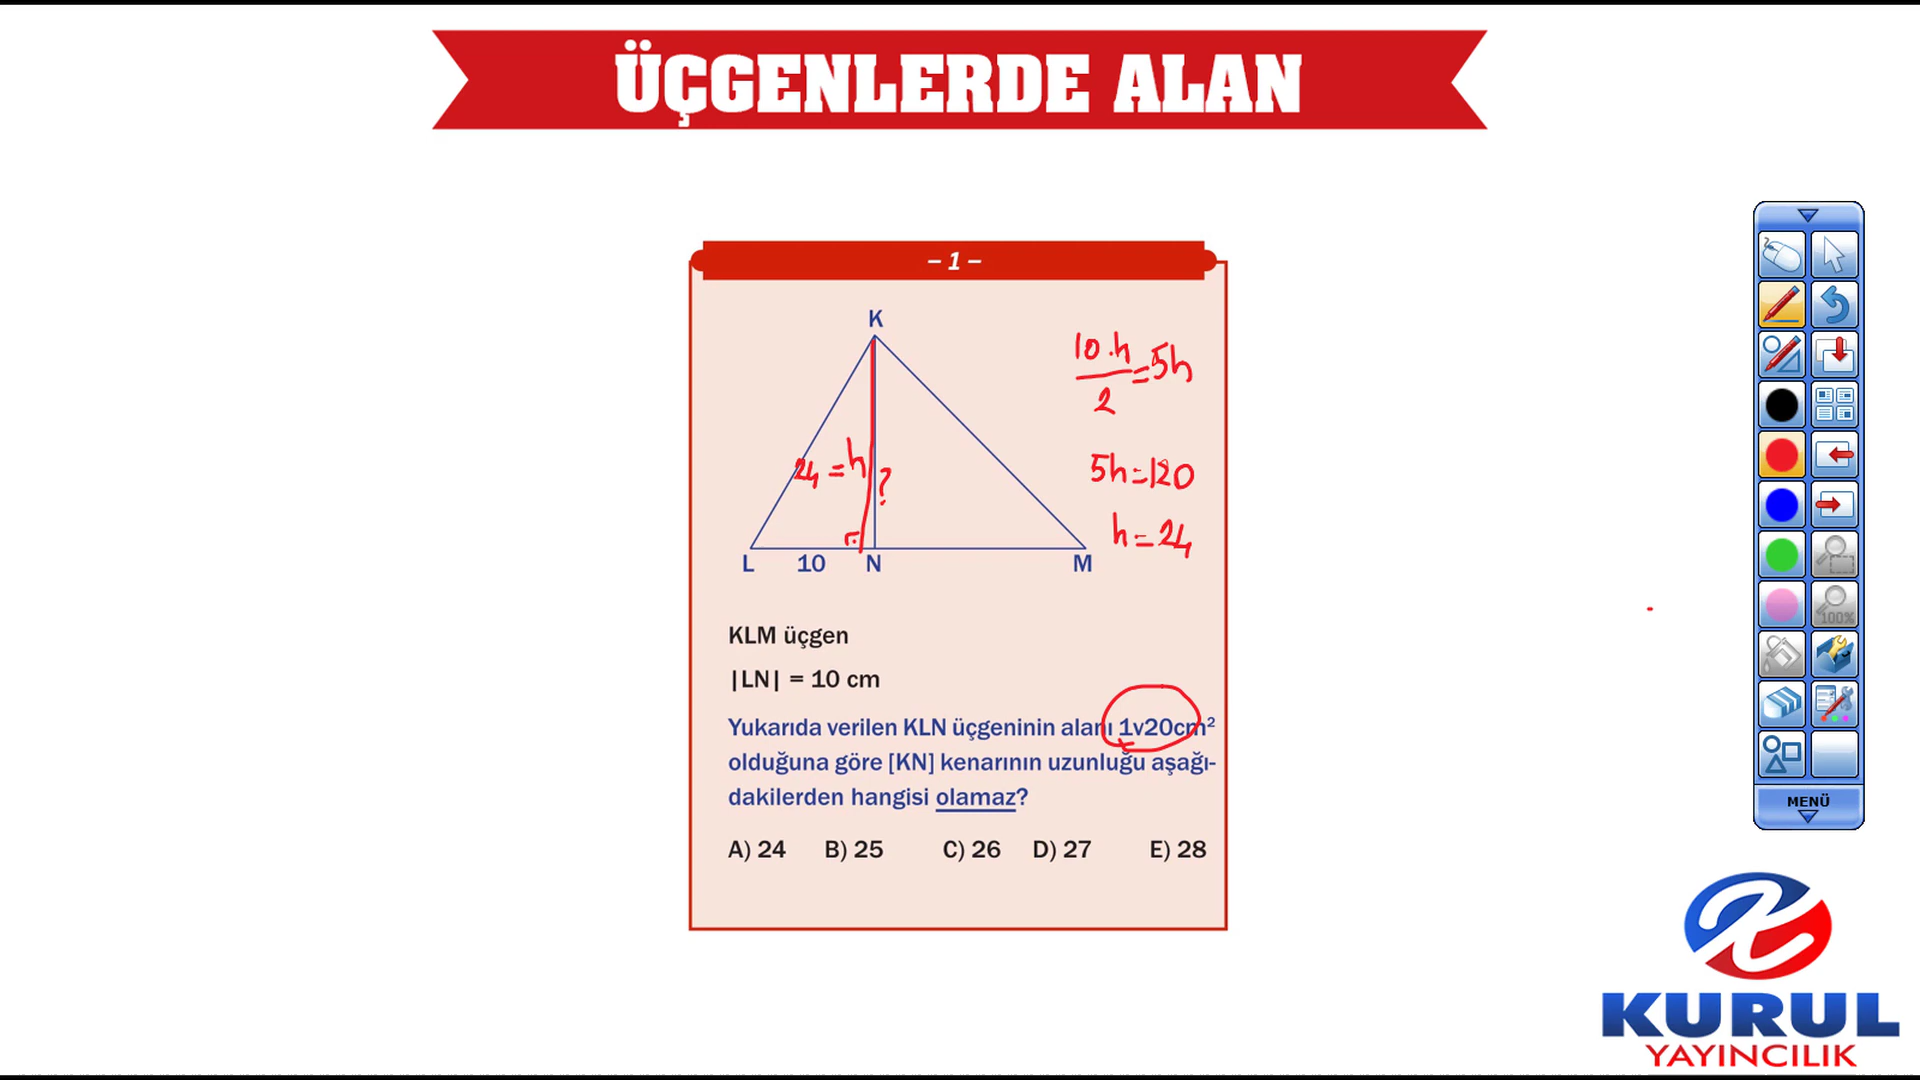 ÜÇGENLERDE ALAN
– 1 –
K
10.h
2
=5h
24 =h
?
5h=120
h=24
L 10 N M
KLM üçgen
|LN| = 10 cm
Yukarıda verilen KLN üçgeninin alanı 1v20cm²
olduğuna göre [KN] kenarının uzunluğu aşağı-
dakilerden hangisi olamaz?
A) 24 B) 25 C) 26 D) 27 E) 28
100%
MENÜ
KURUL
YAYINCILIK